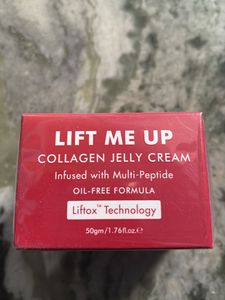 LIFT ME UP
COLLAGEN JELLY CREAM
Infused with Multi-Peptide
OIL-FREE FORMULA
Liftox™ Technology
50gm/1.76fl.oz.℮